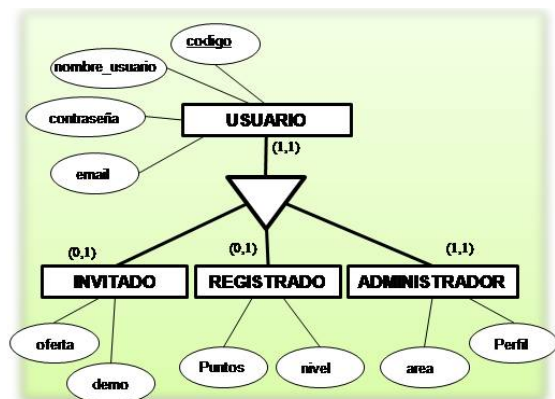 codigo
nombre_usuario
contraseña
USUARIO
(1,1)
email
(0,1)
(0,1)
(1,1)
INVITADO
REGISTRADO
ADMINISTRADOR
oferta
demo
Puntos
nivel
area
Perfil